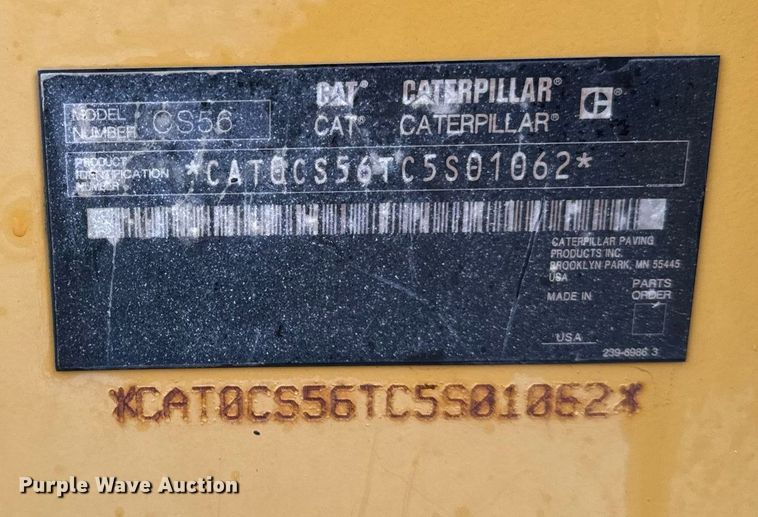 CAT® CATERPILLAR®
CAT® CATERPILLAR®
MODEL
NUMBER
CS56
PRODUCT
IDENTIFICATION
NUMBER
*CAT0CS56TC5S01062*
CATERPILLAR PAVING
PRODUCTS INC.
BROOKLYN PARK, MN 55445
USA
MADE IN
PARTS
ORDER
USA
239-6986 3
*CAT0CS56TC5S01062*
Purple Wave Auction